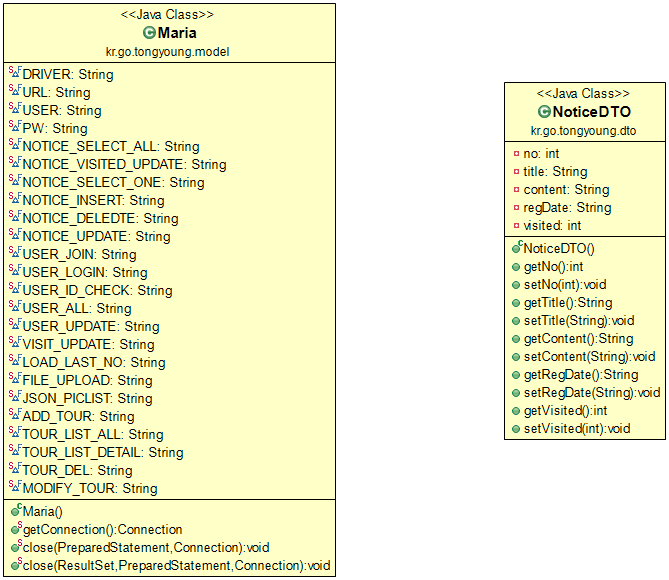 <<Java Class>>
Maria
kr.go.tongyoung.model
DRIVER: String
URL: String
USER: String
PW: String
NOTICE_SELECT_ALL: String
NOTICE_VISITED_UPDATE: String
NOTICE_SELECT_ONE: String
NOTICE_INSERT: String
NOTICE_DELEDTE: String
NOTICE_UPDATE: String
USER_JOIN: String
USER_LOGIN: String
USER_ID_CHECK: String
USER_ALL: String
USER_UPDATE: String
VISIT_UPDATE: String
LOAD_LAST_NO: String
FILE_UPLOAD: String
JSON_PICLIST: String
ADD_TOUR: String
TOUR_LIST_ALL: String
TOUR_LIST_DETAIL: String
TOUR_DEL: String
MODIFY_TOUR: String
Maria()
getConnection():Connection
close(PreparedStatement,Connection):void
close(ResultSet,PreparedStatement,Connection):void
<<Java Class>>
NoticeDTO
kr.go.tongyoung.dto
no: int
title: String
content: String
regDate: String
visited: int
NoticeDTO()
getNo():int
setNo(int):void
getTitle():String
setTitle(String):void
getContent():String
setContent(String):void
getRegDate():String
setRegDate(String):void
getVisited():int
setVisited(int):void